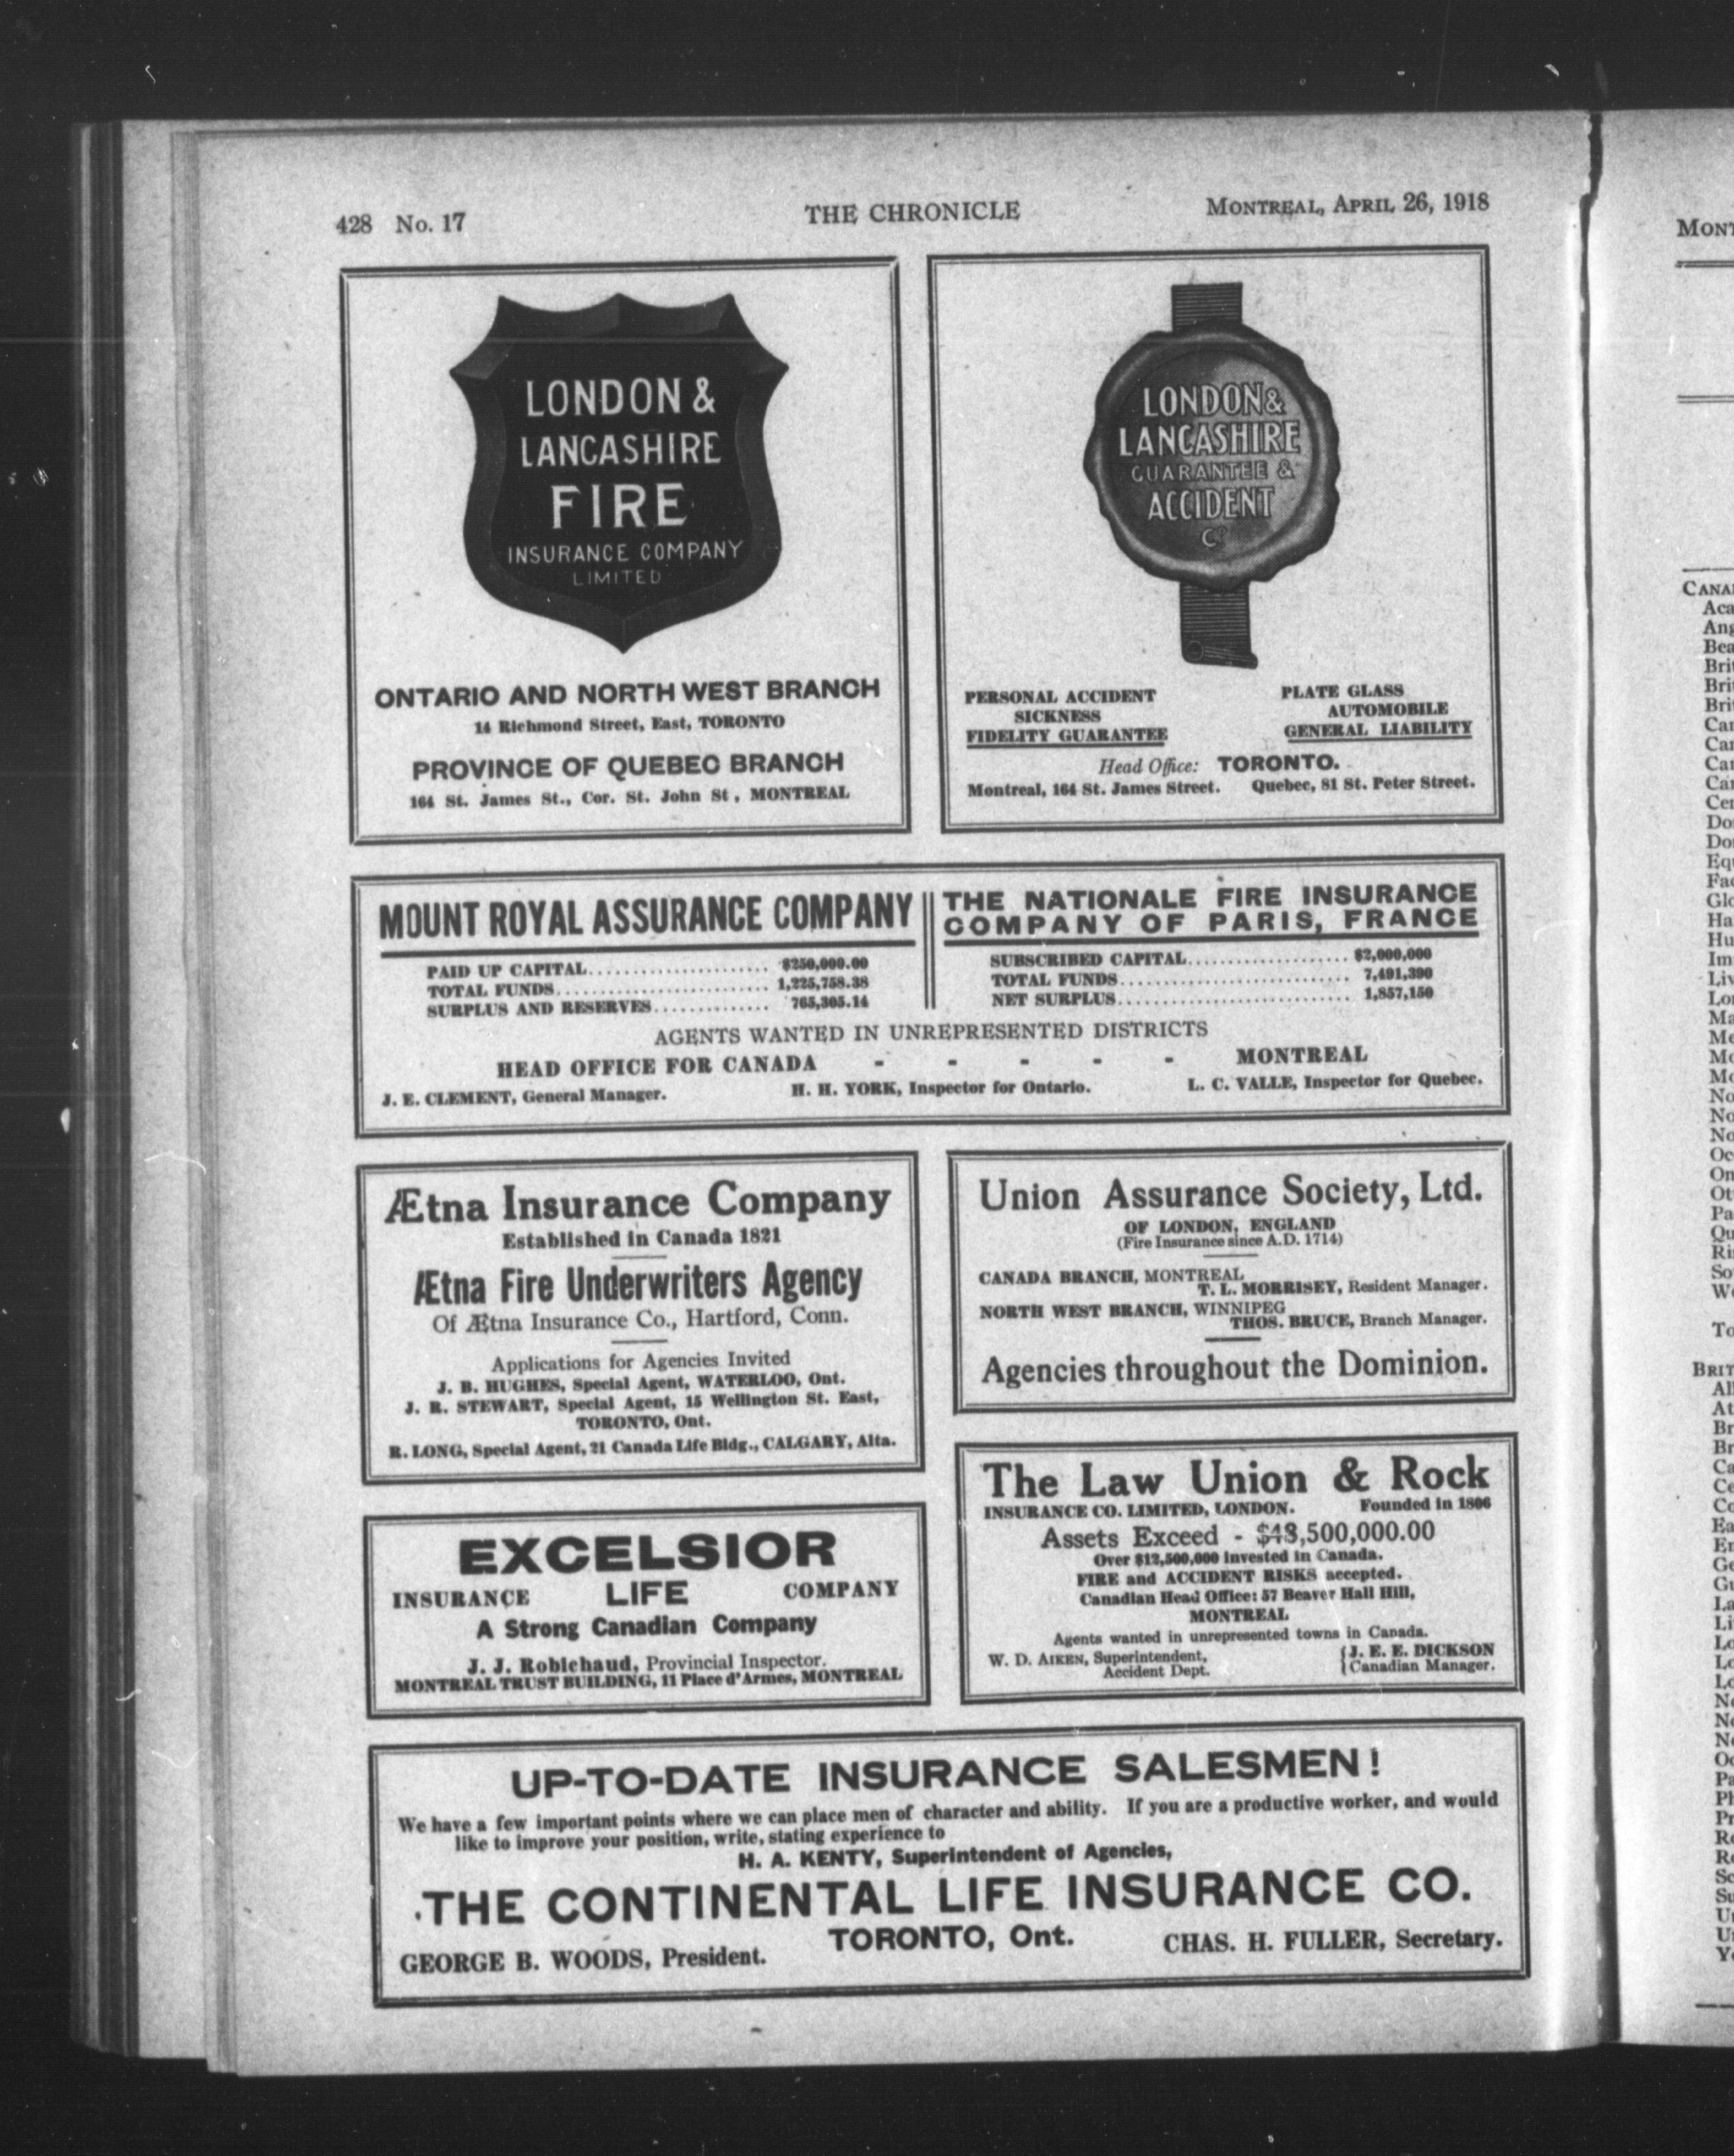 428 No. 17
THE CHRONICLE
MONTREAL, APRIL 26, 1918
LONDON &
LANCASHIRE
FIRE
INSURANCE COMPANY
LIMITED
ONTARIO AND NORTH WEST BRANCH
14 Richmond Street, East, TORONTO
PROVINCE OF QUEBEC BRANCH
164 St. James St., Cor. St. John St, MONTREAL
LONDON &
LANCASHIRE
GUARANTEE &
ACCIDENT
Co
PERSONAL ACCIDENT
SICKNESS
FIDELITY GUARANTEE
PLATE GLASS
AUTOMOBILE
GENERAL LIABILITY
Head Office: TORONTO.
Montreal, 164 St. James Street. Quebec, 81 St. Peter Street.
MOUNT ROYAL ASSURANCE COMPANY
PAID UP CAPITAL...................... $250,000.00
TOTAL FUNDS.......................... 1,225,758.38
SURPLUS AND RESERVES.............. 765,305.14
THE NATIONALE FIRE INSURANCE
COMPANY OF PARIS, FRANCE
SUBSCRIBED CAPITAL................... $2,000,000
TOTAL FUNDS............................ 7,491,390
NET SURPLUS............................ 1,857,150
AGENTS WANTED IN UNREPRESENTED DISTRICTS
HEAD OFFICE FOR CANADA - - - - - MONTREAL
J. E. CLEMENT, General Manager. H. H. YORK, Inspector for Ontario. L. C. VALLE, Inspector for Quebec.
Ætna Insurance Company
Established in Canada 1821
Ætna Fire Underwriters Agency
Of Ætna Insurance Co., Hartford, Conn.
Applications for Agencies Invited
J. B. HUGHES, Special Agent, WATERLOO, Ont.
J. R. STEWART, Special Agent, 15 Wellington St. East,
TORONTO, Ont.
R. LONG, Special Agent, 21 Canada Life Bldg., CALGARY, Alta.
Union Assurance Society, Ltd.
OF LONDON, ENGLAND
(Fire Insurance since A.D. 1714)
CANADA BRANCH, MONTREAL
T. L. MORRISEY, Resident Manager.
NORTH WEST BRANCH, WINNIPEG
THOS. BRUCE, Branch Manager.
Agencies throughout the Dominion.
EXCELSIOR
INSURANCE LIFE COMPANY
A Strong Canadian Company
J. J. Robichaud, Provincial Inspector.
MONTREAL TRUST BUILDING, 11 Place d'Armes, MONTREAL
The Law Union & Rock
INSURANCE CO. LIMITED, LONDON. Founded in 1806
Assets Exceed - $48,500,000.00
Over $12,500,000 invested in Canada.
FIRE and ACCIDENT RISKS accepted.
Canadian Head Office: 57 Beaver Hall Hill,
MONTREAL
Agents wanted in unrepresented towns in Canada.
W. D. AIKEN, Superintendent,
Accident Dept.
J. E. E. DICKSON
Canadian Manager.
UP-TO-DATE INSURANCE SALESMEN!
We have a few important points where we can place men of character and ability. If you are a productive worker, and would
like to improve your position, write, stating experience to
H. A. KENTY, Superintendent of Agencies,
THE CONTINENTAL LIFE INSURANCE CO.
TORONTO, Ont.
GEORGE B. WOODS, President.
CHAS. H. FULLER, Secretary.